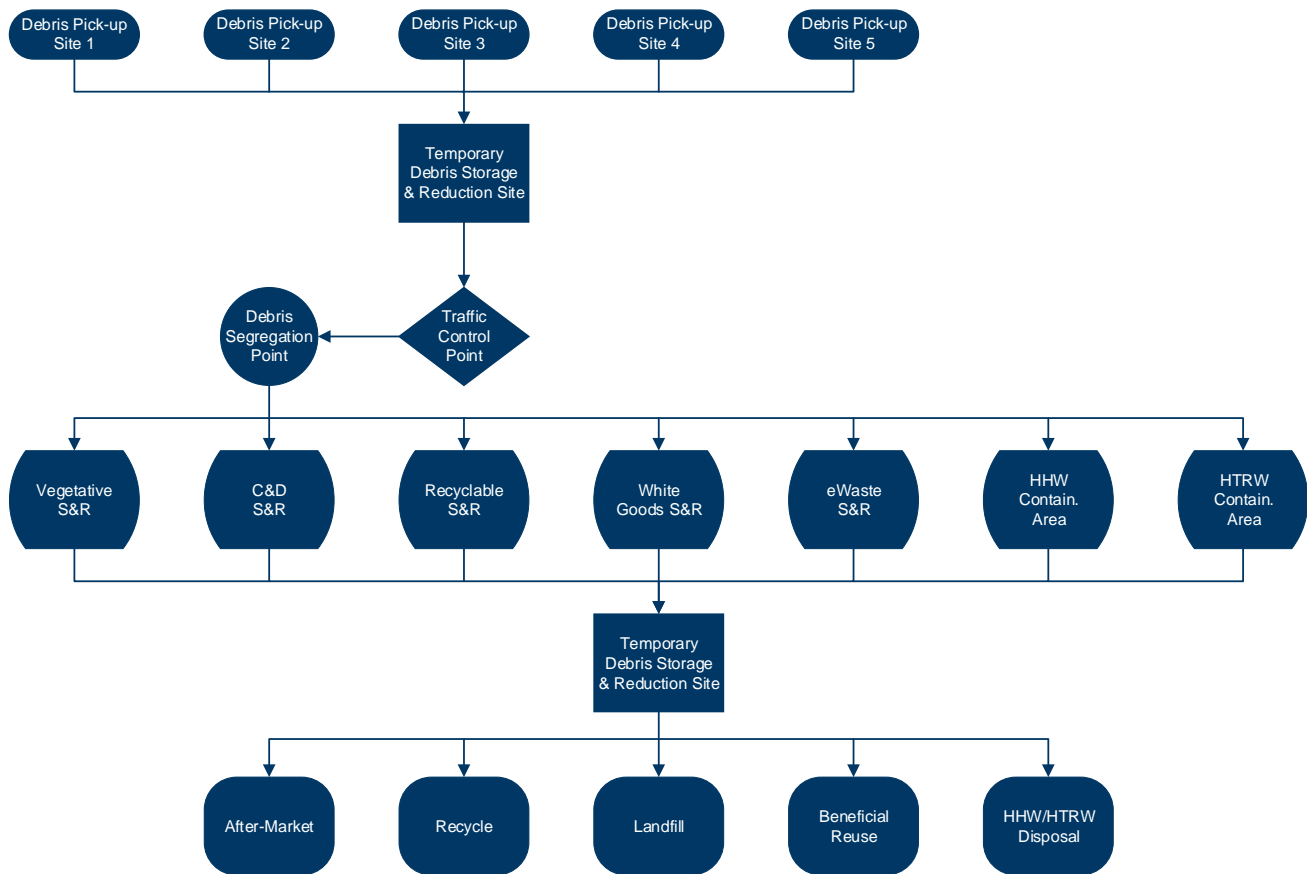 Debris Pick-up
Site 1
Debris Pick-up
Site 2
Debris Pick-up
Site 3
Debris Pick-up
Site 4
Debris Pick-up
Site 5
Temporary
Debris Storage
& Reduction Site
Debris
Segregation
Point
Traffic
Control
Point
Vegetative
S&R
C&D
S&R
Recyclable
S&R
White
Goods S&R
eWaste
S&R
HHW
Contain.
Area
HTRW
Contain.
Area
Temporary
Debris Storage
& Reduction Site
After-Market
Recycle
Landfill
Beneficial
Reuse
HHW/HTRW
Disposal